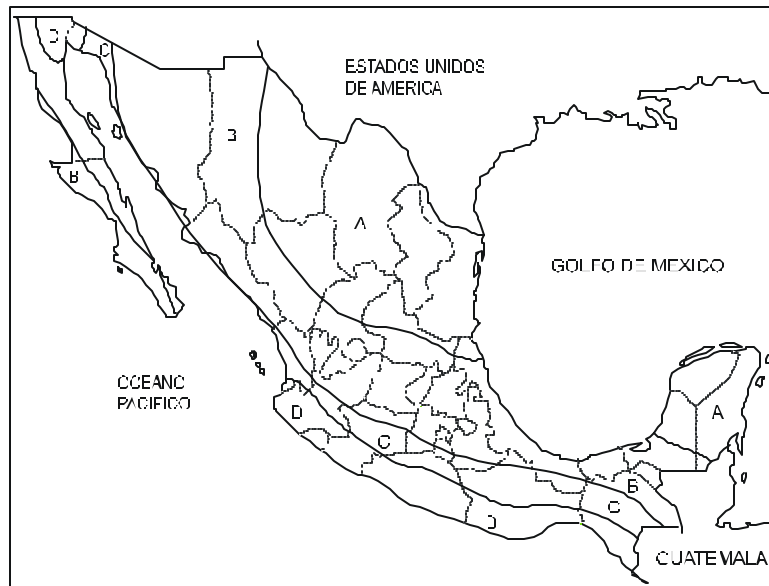 D
C
ESTADOS UNIDOS
DE AMERICA
B
B
A
GOLFO DE MEXICO
OCEANO
PACIFICO
D
A
C
B
C
D
GUATEMALA